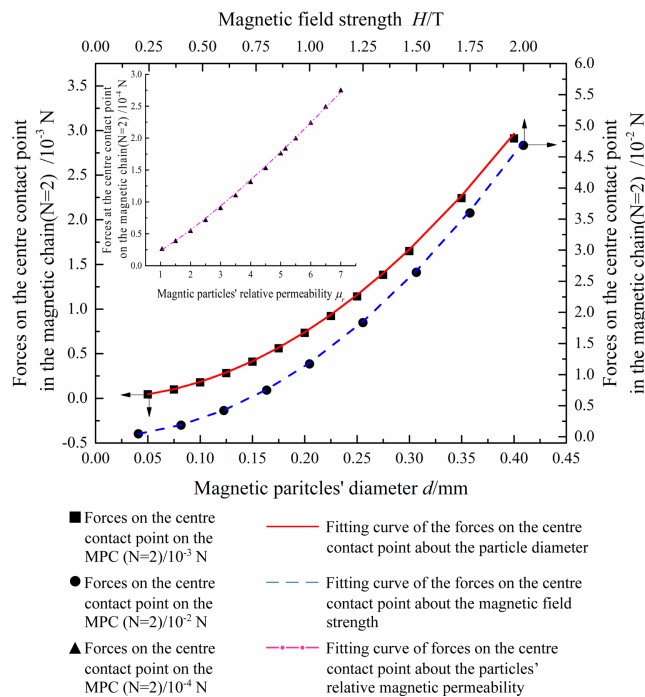 Magnetic field strength H/T
0.00 0.25 0.50 0.75 1.00 1.25 1.50 1.75 2.00
Forces on the centre contact point
in the magnetic chain(N=2) /10⁻³ N
3.5
3.0
2.5
2.0
1.5
1.0
0.5
0.0
-0.5
Forces at the centre contact point
on the magnetic chain(N=2) /10⁻⁴ N
3.0
2.5
2.0
1.5
1.0
0.5
0.0
1 2 3 4 5 6 7
Magntic particles' relative permeability μr
6.0
5.5
5.0
4.5
4.0
3.5
3.0
2.5
2.0
1.5
1.0
0.5
0.0
Forces on the centre contact point
in the magnetic chain(N=2) /10⁻² N
0.00 0.05 0.10 0.15 0.20 0.25 0.30 0.35 0.40 0.45
Magnetic paritcles' diameter d/mm
Forces on the centre
contact point on the
MPC (N=2)/10⁻³ N
Fitting curve of the forces on the centre
contact point about the particle diameter
Forces on the centre
contact point on the
MPC (N=2)/10⁻² N
Fitting curve of the forces on the centre
contact point about the magnetic field
strength
Forces on the centre
contact point on the
MPC (N=2)/10⁻⁴ N
Fitting curve of forces on the centre
contact point about the particles’
relative magnetic permeability